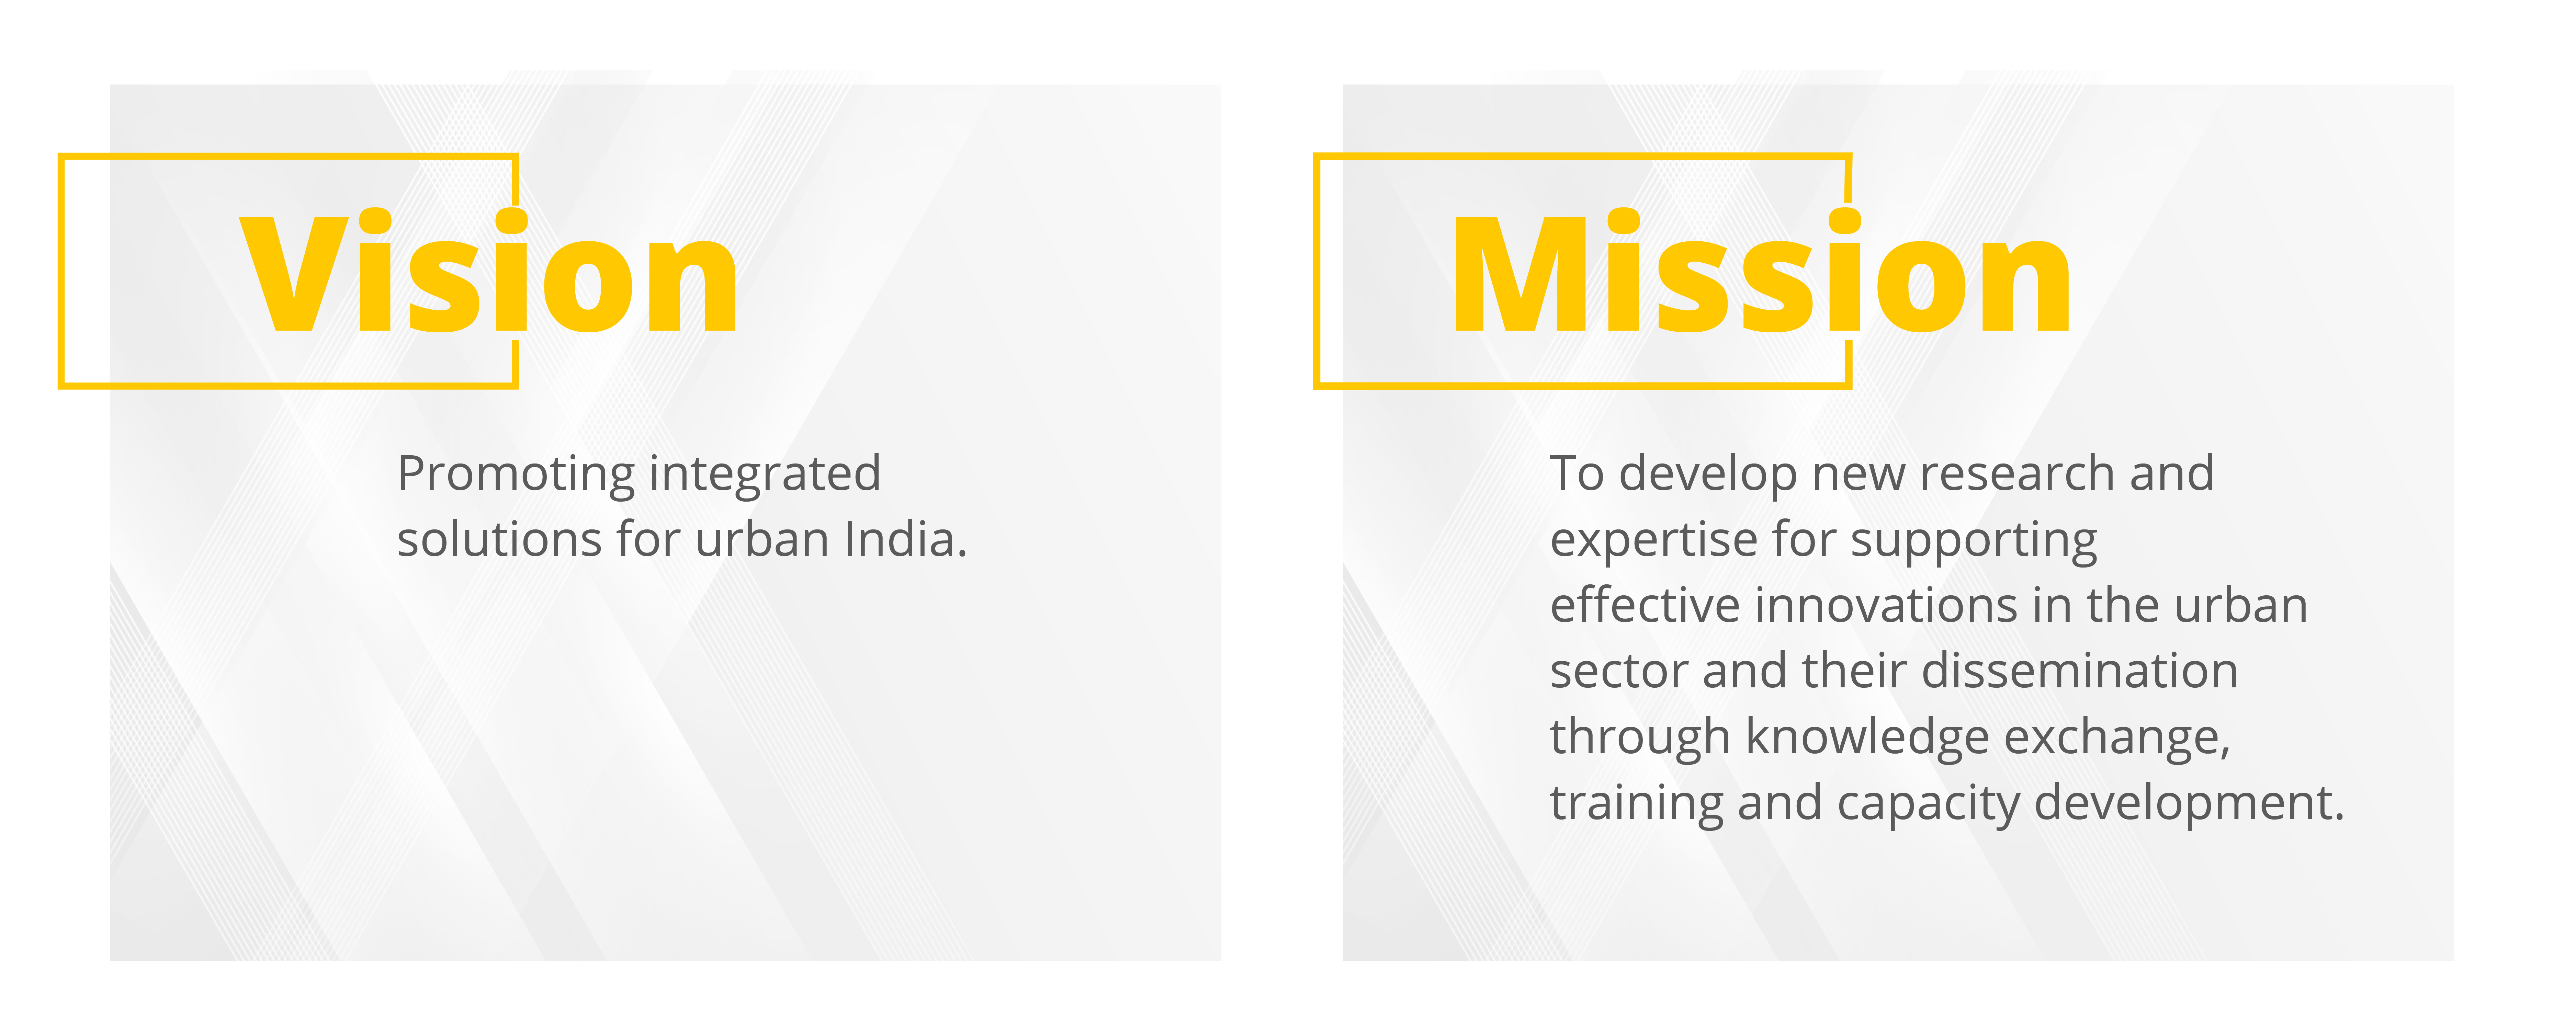 Vision
Promoting integrated
solutions for urban India.
Mission
To develop new research and
expertise for supporting
effective innovations in the urban
sector and their dissemination
through knowledge exchange,
training and capacity development.